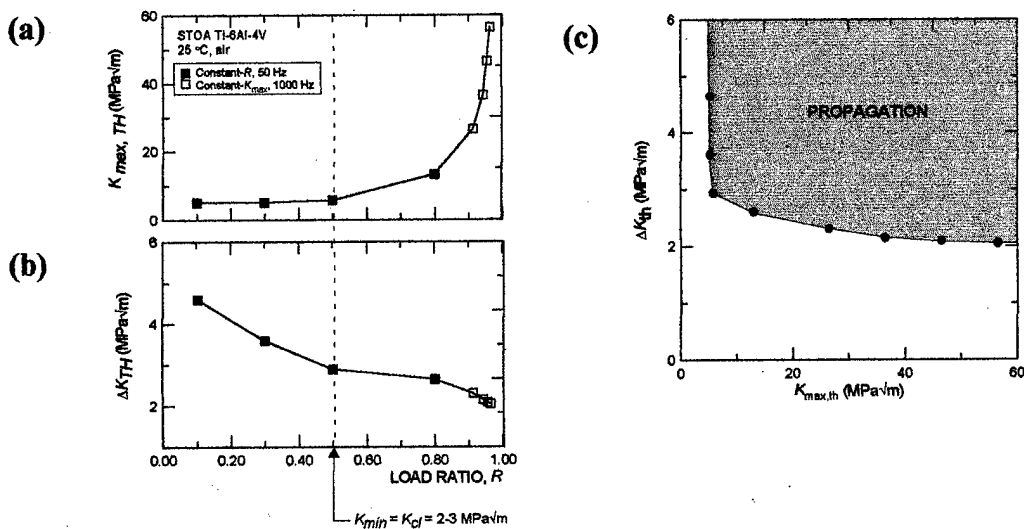 (a)
60
40
20
0
K max, TH (MPa√m)
STOA Ti-6Al-4V
25 °C, air
Constant-R, 50 Hz
Constant-Kmax, 1000 Hz
(b)
6
4
2
ΔKTH (MPa√m)
0.00 0.20 0.40 0.60 0.80 1.00
LOAD RATIO, R
Kmin = Kcl = 2-3 MPa√m
(c)
6
4
2
0
ΔKth (MPa√m)
PROPAGATION
0 20 40 60
Kmax,th (MPa√m)